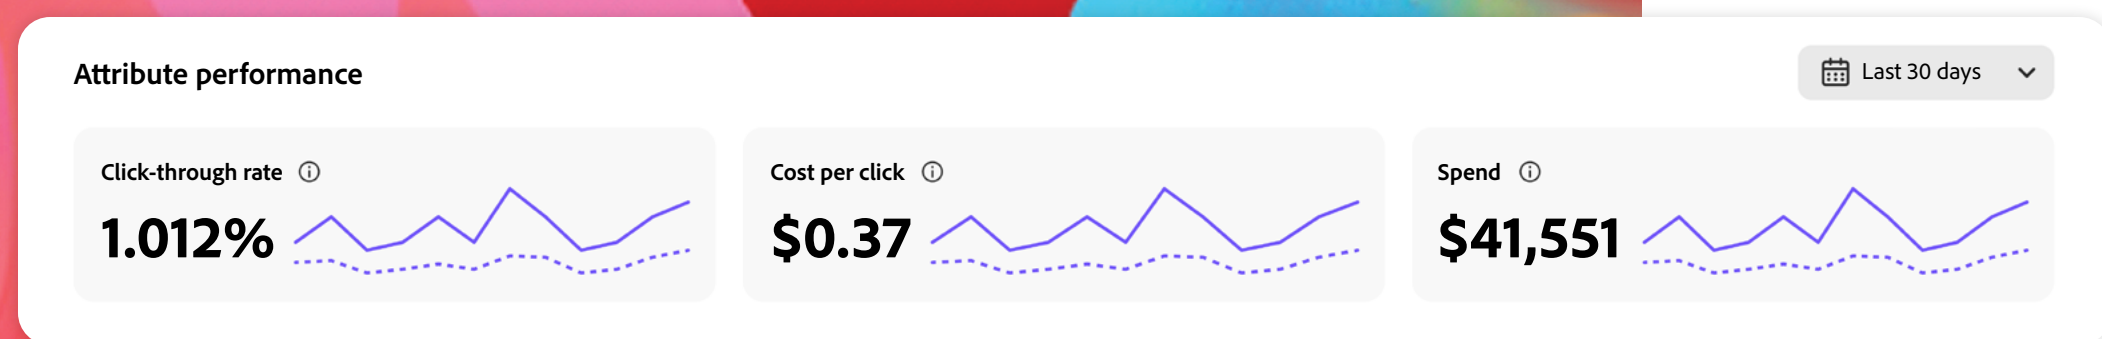 Attribute performance
Last 30 days
Click-through rate
1.012%
Cost per click
$0.37
Spend
$41,551